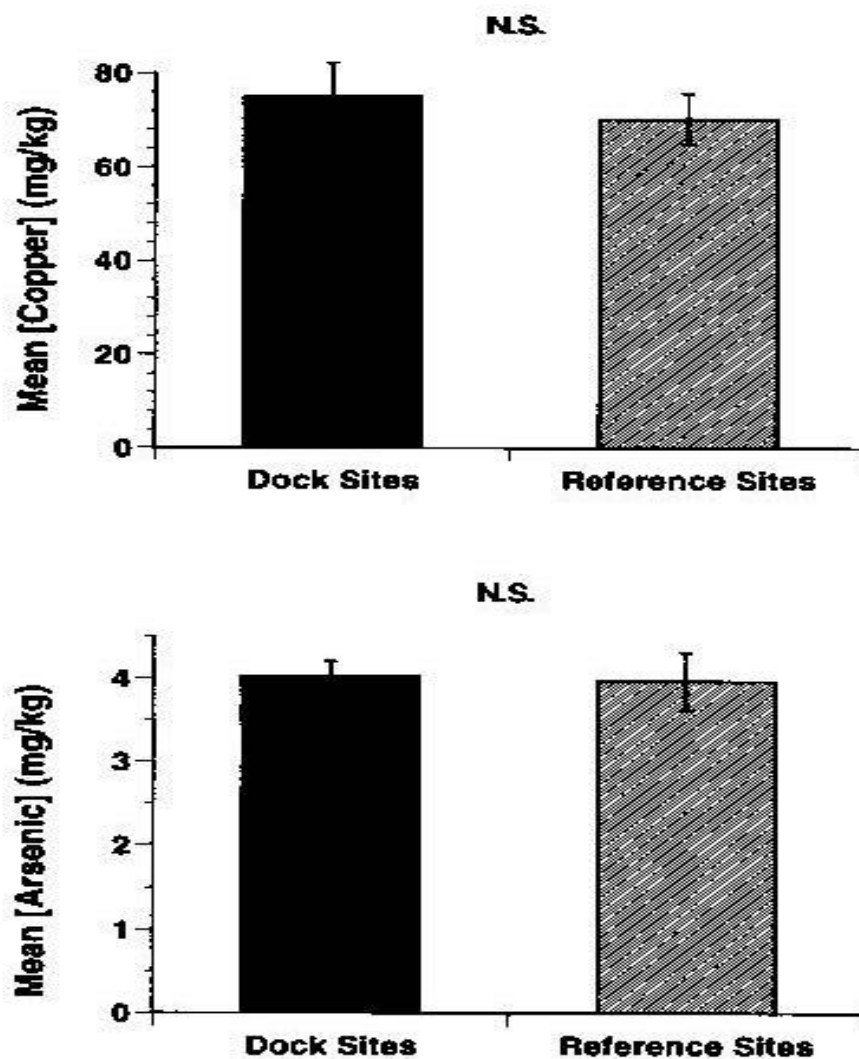 N.S.
80
60
40
20
0
Mean [Copper] (mg/kg)
Dock Sites Reference Sites
N.S.
4
3
2
1
0
Mean [Arsenic] (mg/kg)
Dock Sites Reference Sites